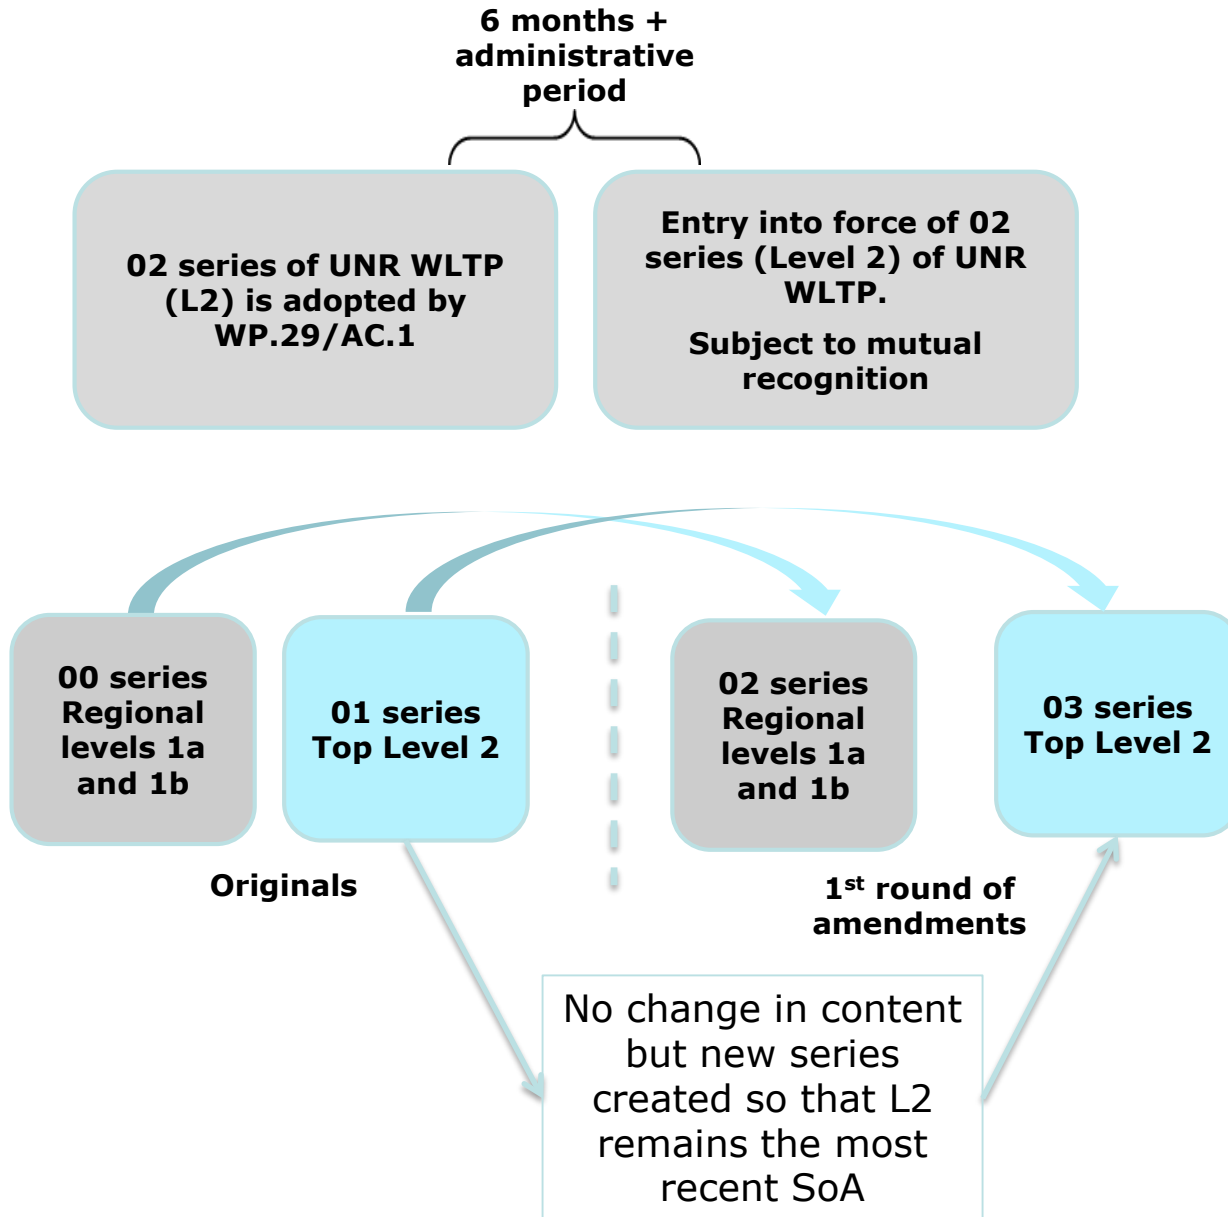 6 months +
administrative
period
02 series of UNR WLTP
(L2) is adopted by
WP.29/AC.1
Entry into force of 02
series (Level 2) of UNR
WLTP.
Subject to mutual
recognition
00 series
Regional
levels 1a
and 1b
01 series
Top Level 2
02 series
Regional
levels 1a
and 1b
03 series
Top Level 2
Originals
1st round of
amendments
No change in content
but new series
created so that L2
remains the most
recent SoA